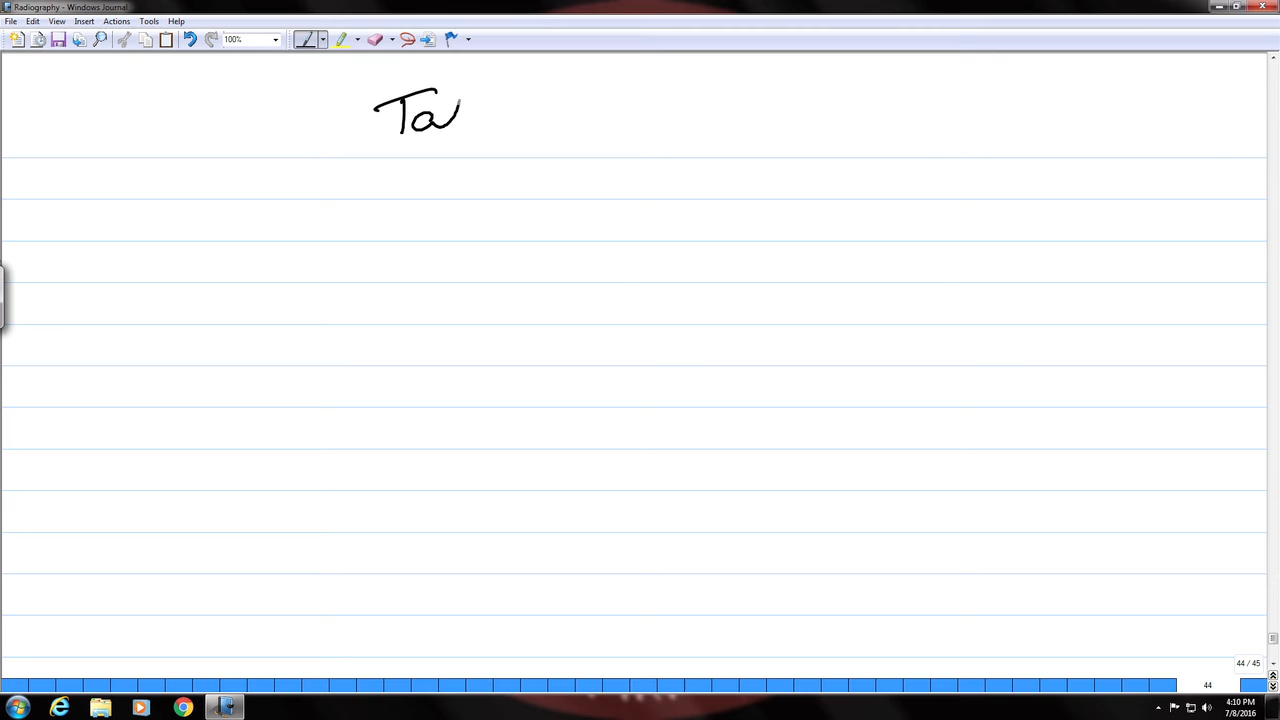 Radiography - Windows Journal
File Edit View Insert Actions Tools Help
100%
Ta
44 / 45
44
4:10 PM
7/8/2016